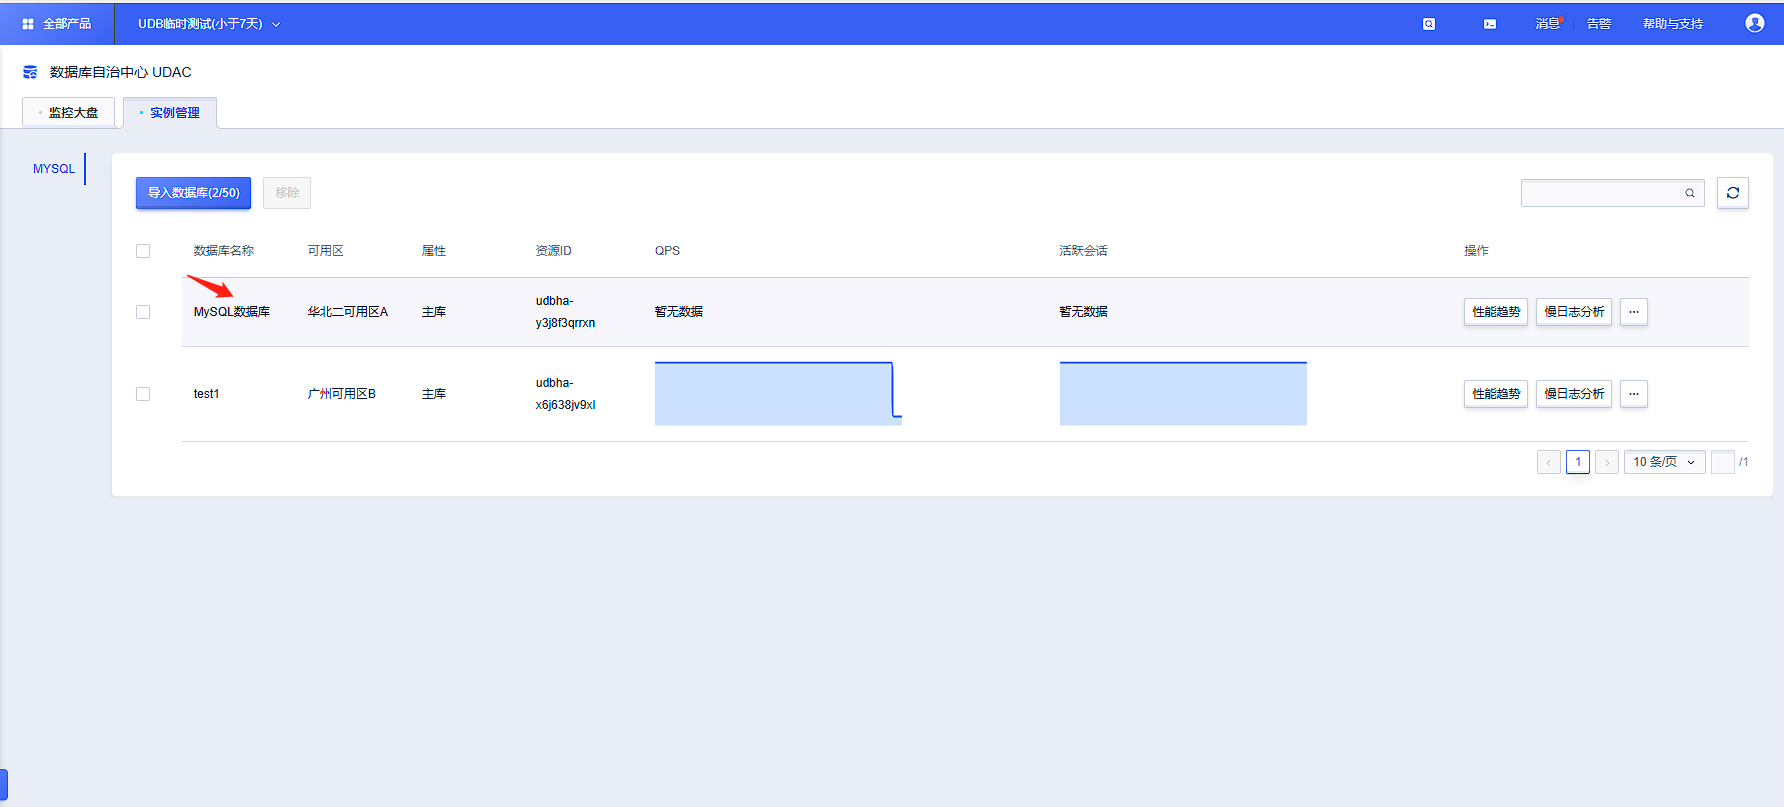 全部产品
UDB临时测试(小于7天)
消息
告警
帮助与支持
数据库自治中心 UDAC
监控大盘
实例管理
MYSQL
导入数据库(2/50)
移除
数据库名称
可用区
属性
资源ID
QPS
活跃会话
操作
MySQL数据库
华北二可用区A
主库
udbha-
y3j8f3qrrxn
暂无数据
暂无数据
性能趋势
慢日志分析
...
test1
广州可用区B
主库
udbha-
x6j638jv9xl
性能趋势
慢日志分析
...
1
10 条/页
/1